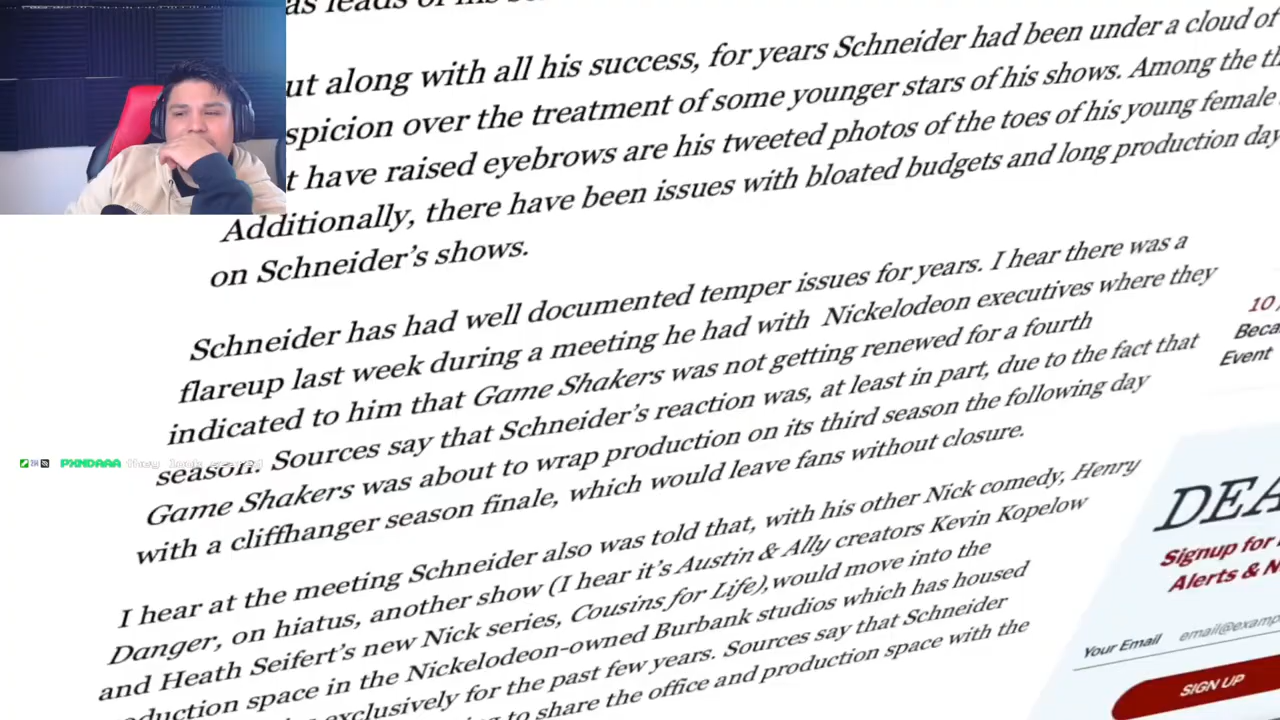 as leads of his
ut along with all his success, for years Schneider had been under a cloud of
spicion over the treatment of some younger stars of his shows. Among the
t have raised eyebrows are his tweeted photos of the toes of his young female
Additionally, there have been issues with bloated budgets and long production day
on Schneider's shows.
Schneider has had well documented temper issues for years. I hear there was a
flareup last week during a meeting he had with Nickelodeon executives where they
indicated to him that Game Shakers was not getting renewed for a fourth
season. Sources say that Schneider's reaction was, at least in part, due to the fact that
Game Shakers was about to wrap production on its third season the following day
with a cliffhanger season finale, which would leave fans without closure.
I hear at the meeting Schneider also was told that, with his other Nick comedy, Henry
Danger, on hiatus, another show (I hear it's Austin & Ally creators Kevin Kopelow
and Heath Seifert's new Nick series, Cousins for Life),would move into the
oduction space in the Nickelodeon-owned Burbank studios which has housed
exclusively for the past few years. Sources say that Schneider
to share the office and production space with the
PXNDAAA they look scared
10
Beca
Event
DEA
Signup for
Alerts & N
Your Email email@examp
SIGN UP